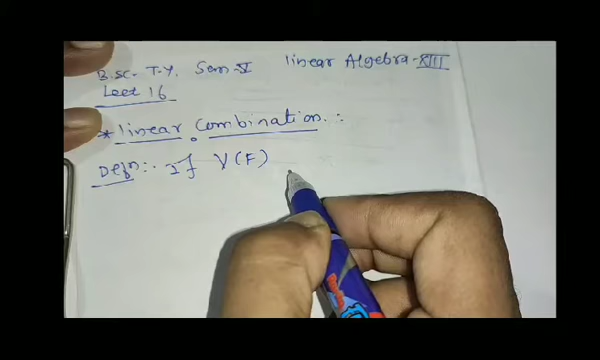 B.Sc. T.Y. Sem-V linear Algebra-XIII
Lect 16
* linear combination :
Defn:- If V(F)